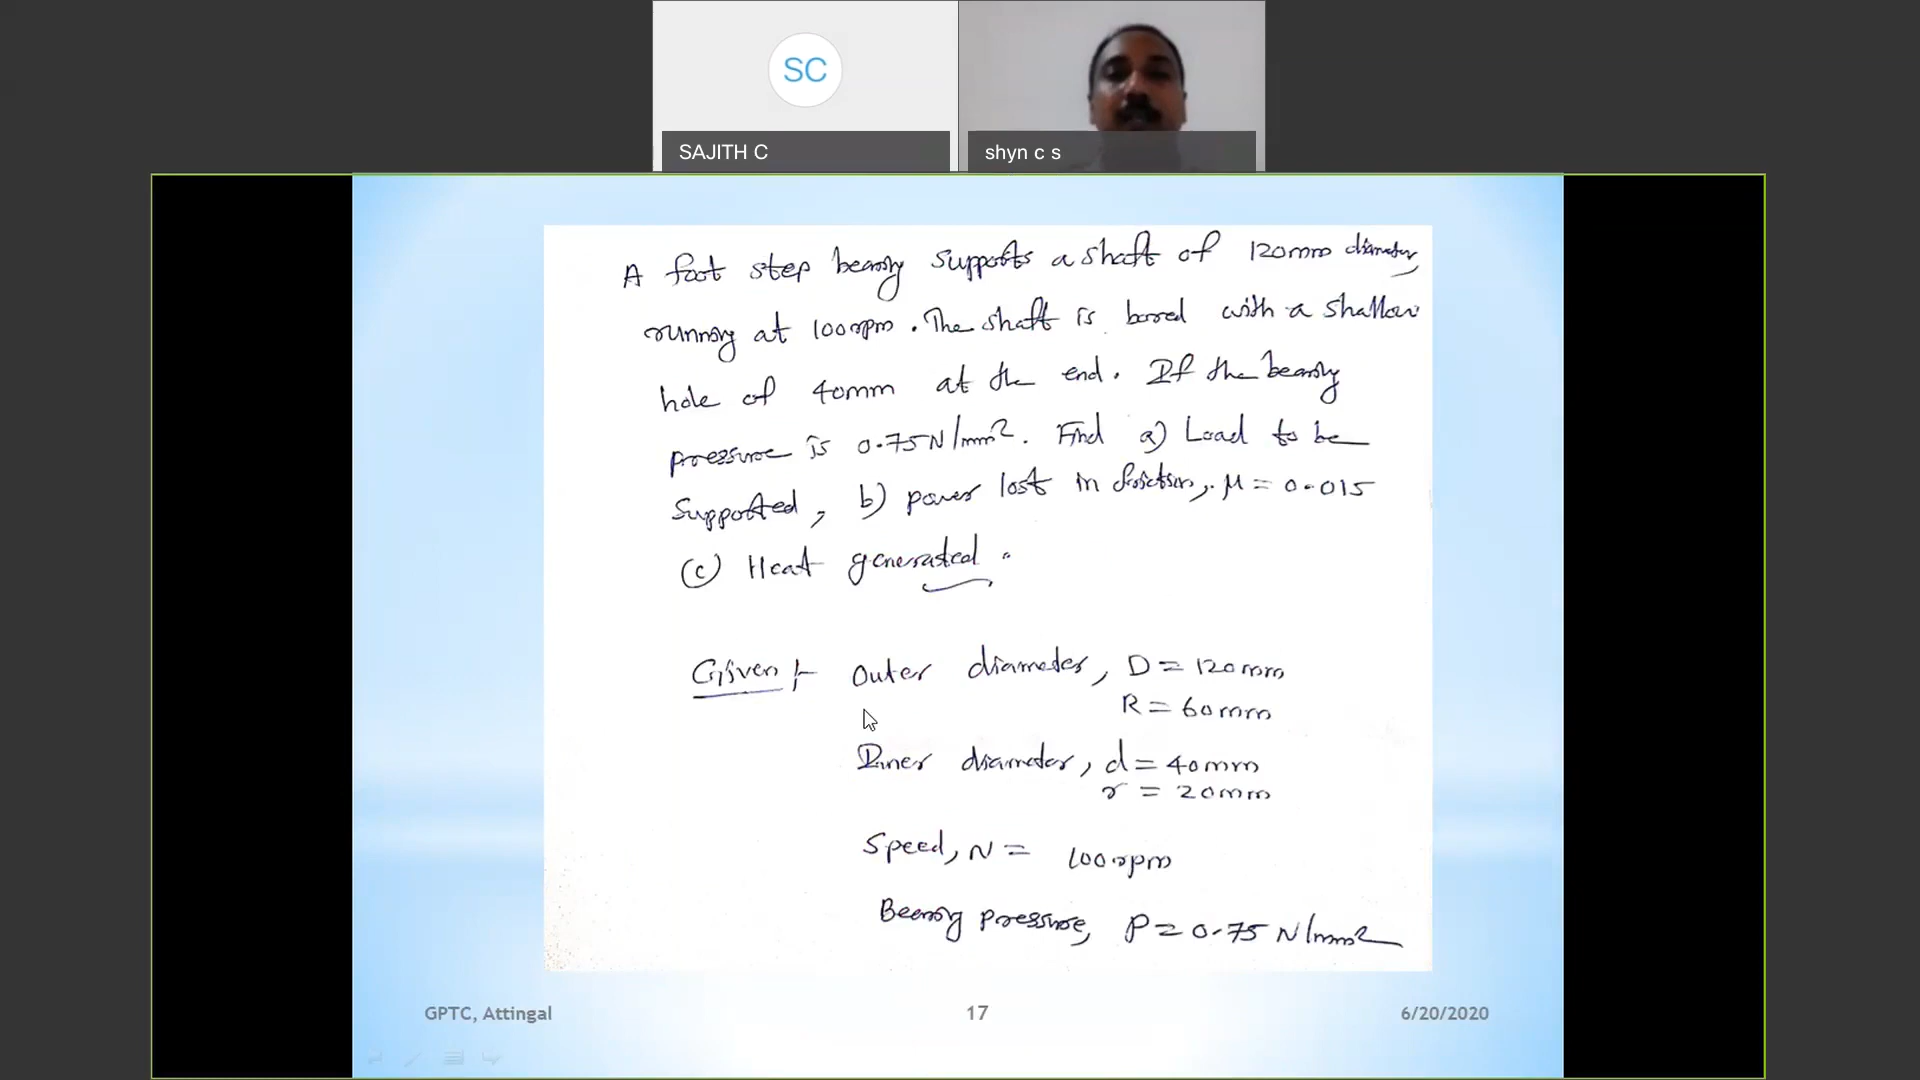 SC
SAJITH C
shyn c s
A foot step bearing supports a shaft of 120mm diameter
running at 100rpm. The shaft is bored with a shallow
hole of 40mm at the end. If the bearing
pressure is 0.75N/mm2. Find a) Load to be
supported, b) power lost in friction, μ = 0.015
(c) Heat generated.
Given :- Outer diameter, D = 120mm
R = 60mm
Inner diameter, d = 40mm
r = 20mm
Speed, N = 100rpm
Bearing pressure, P = 0.75 N/mm2
GPTC, Attingal 17 6/20/2020